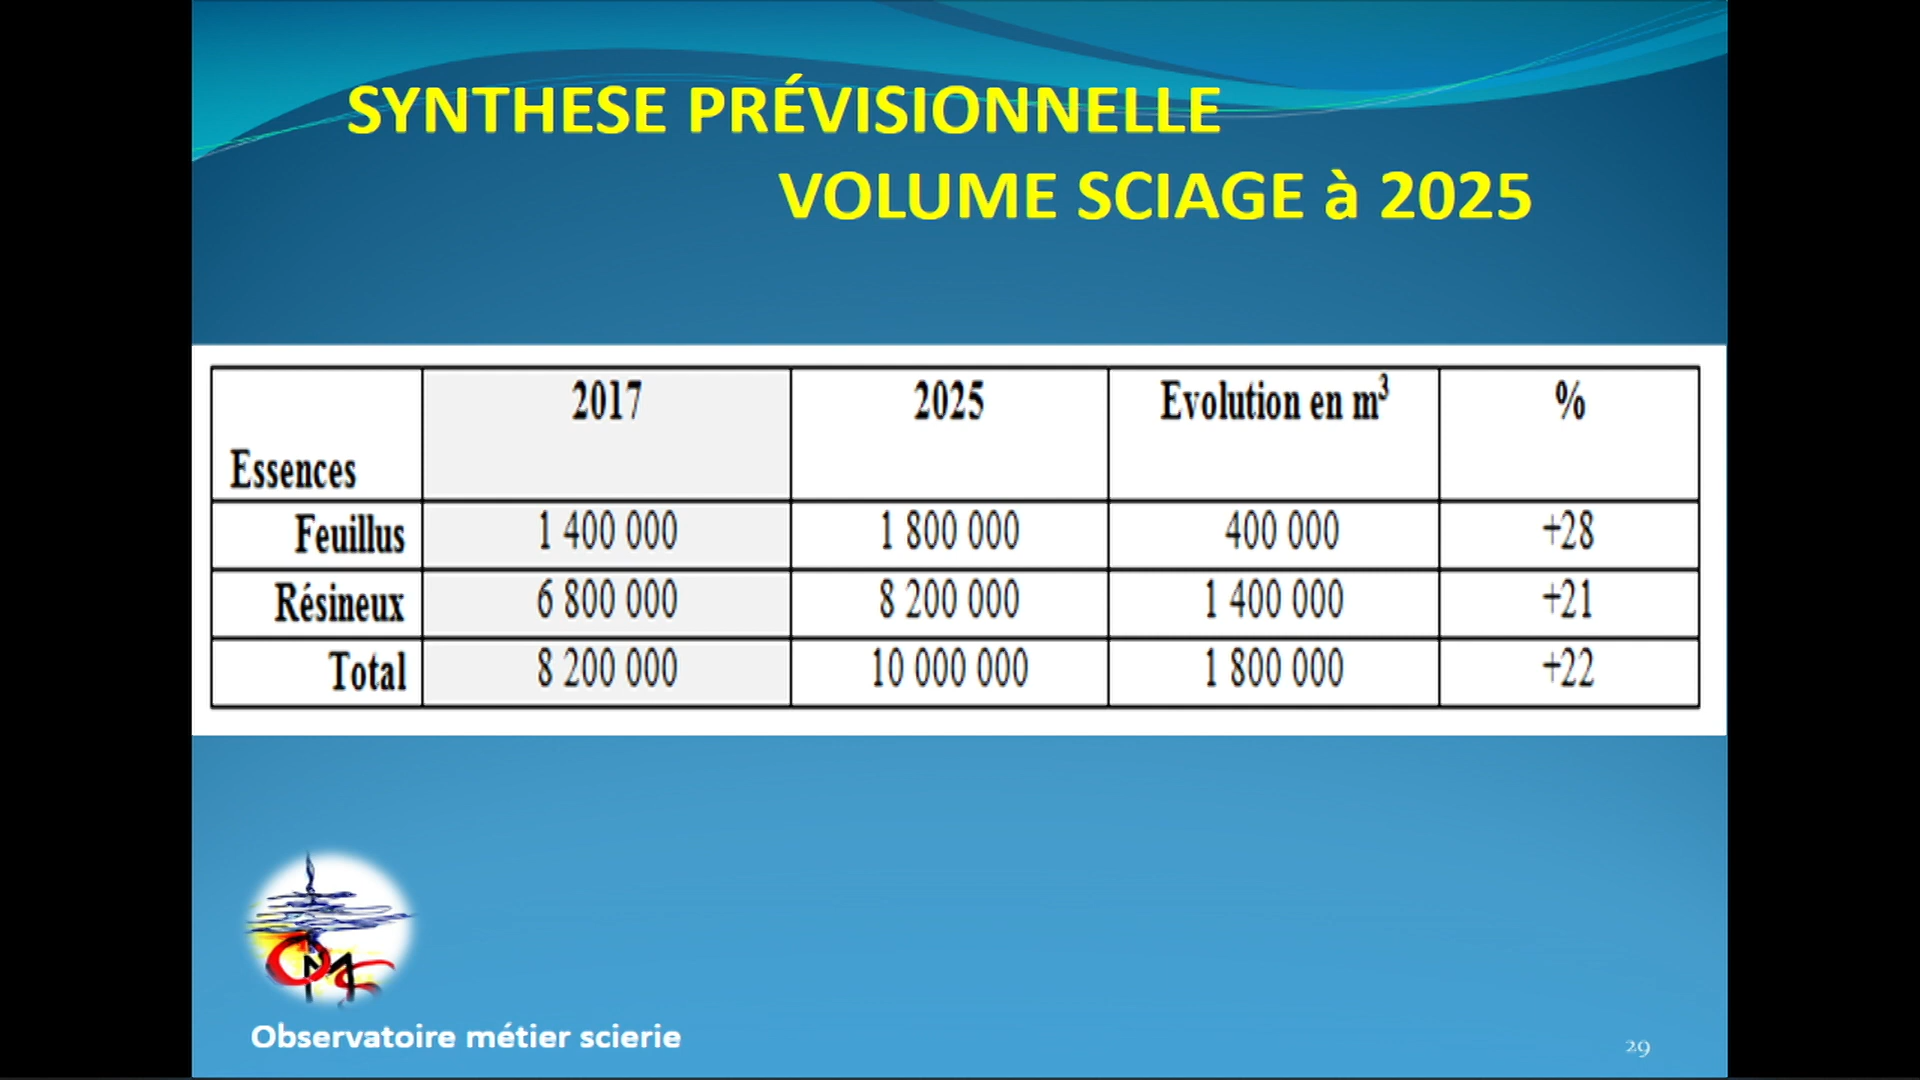 SYNTHESE PRÉVISIONNELLE
VOLUME SCIAGE à 2025
Essences 2017 2025 Evolution en m³ %
Feuillus 1 400 000 1 800 000 400 000 +28
Résineux 6 800 000 8 200 000 1 400 000 +21
Total 8 200 000 10 000 000 1 800 000 +22
OMS
Observatoire métier scierie
29